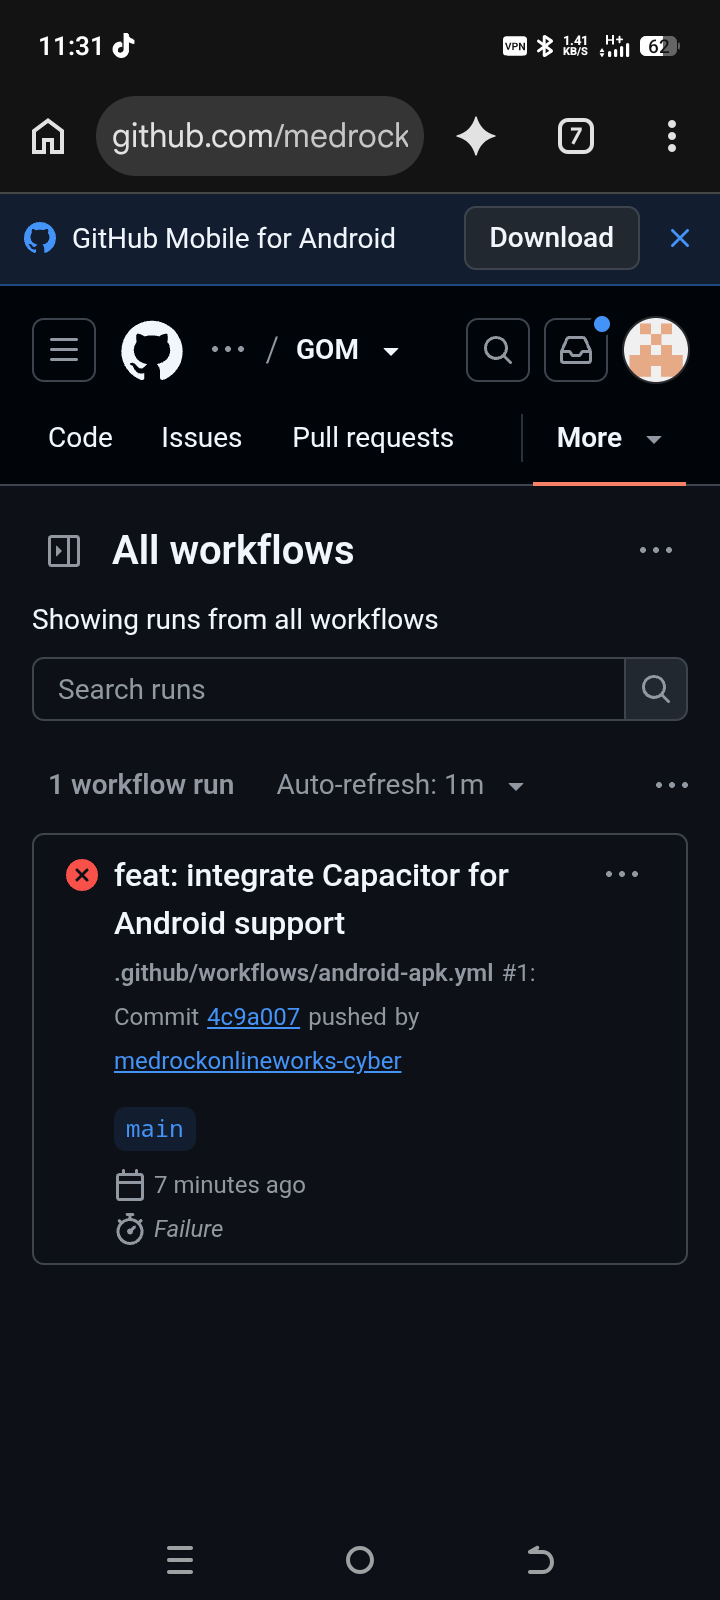 11:31
VPN 1.41 KB/S H+ 62
github.com/medrock
7
GitHub Mobile for Android
Download
··· / GOM
Code Issues Pull requests More
All workflows
Showing runs from all workflows
Search runs
1 workflow run Auto-refresh: 1m
feat: integrate Capacitor for
Android support
.github/workflows/android-apk.yml #1:
Commit 4c9a007 pushed by
medrockonlineworks-cyber
main
7 minutes ago
Failure